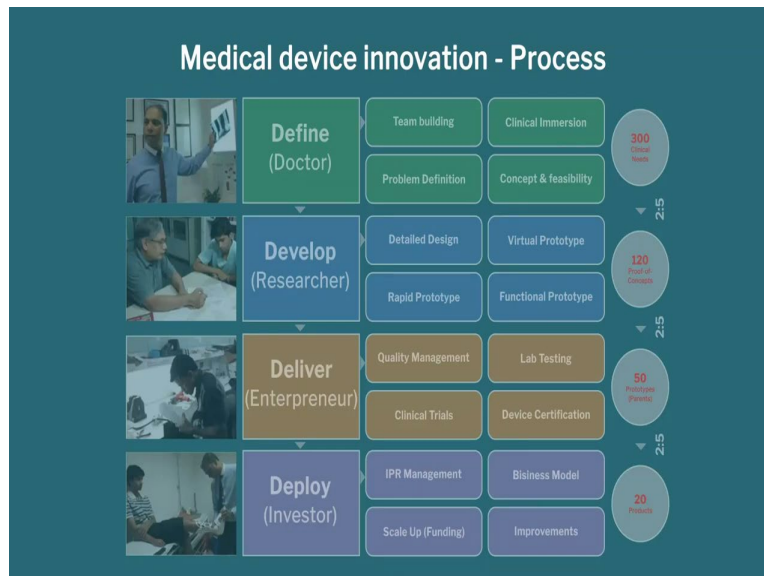 Medical device innovation - Process
Define
(Doctor)
Team building
Clinical Immersion
Problem Definition
Concept & feasibility
300
Clinical
Needs
2:5
Develop
(Researcher)
Detailed Design
Virtual Prototype
Rapid Prototype
Functional Prototype
120
Proof of
Concepts
2:5
Deliver
(Enterpreneur)
Quality Management
Lab Testing
Clinical Trials
Device Certification
50
Prototypes
(Parents)
2:5
Deploy
(Investor)
IPR Management
Bisiness Model
Scale Up (Funding)
Improvements
20
Products